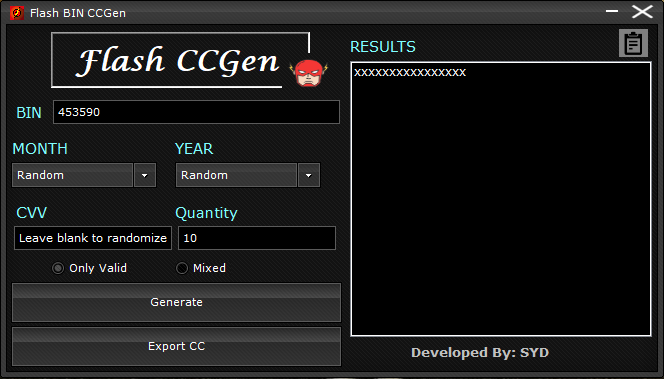 Flash BIN CCGen
Flash CCGen
BIN
453590
MONTH
YEAR
Random
Random
CVV
Quantity
Leave blank to randomize
10
Only Valid
Mixed
Generate
Export CC
RESULTS
xxxxxxxxxxxxxxxx
Developed By: SYD